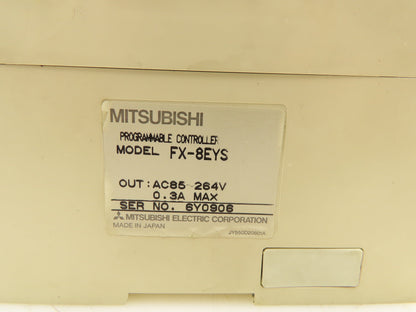 MITSUBISHI
PROGRAMMABLE CONTROLLER
MODEL FX-8EYS
OUT:AC85 264V
0.3A MAX
SER NO. 6Y0906
MITSUBISHI ELECTRIC CORPORATION
MADE IN JAPAN